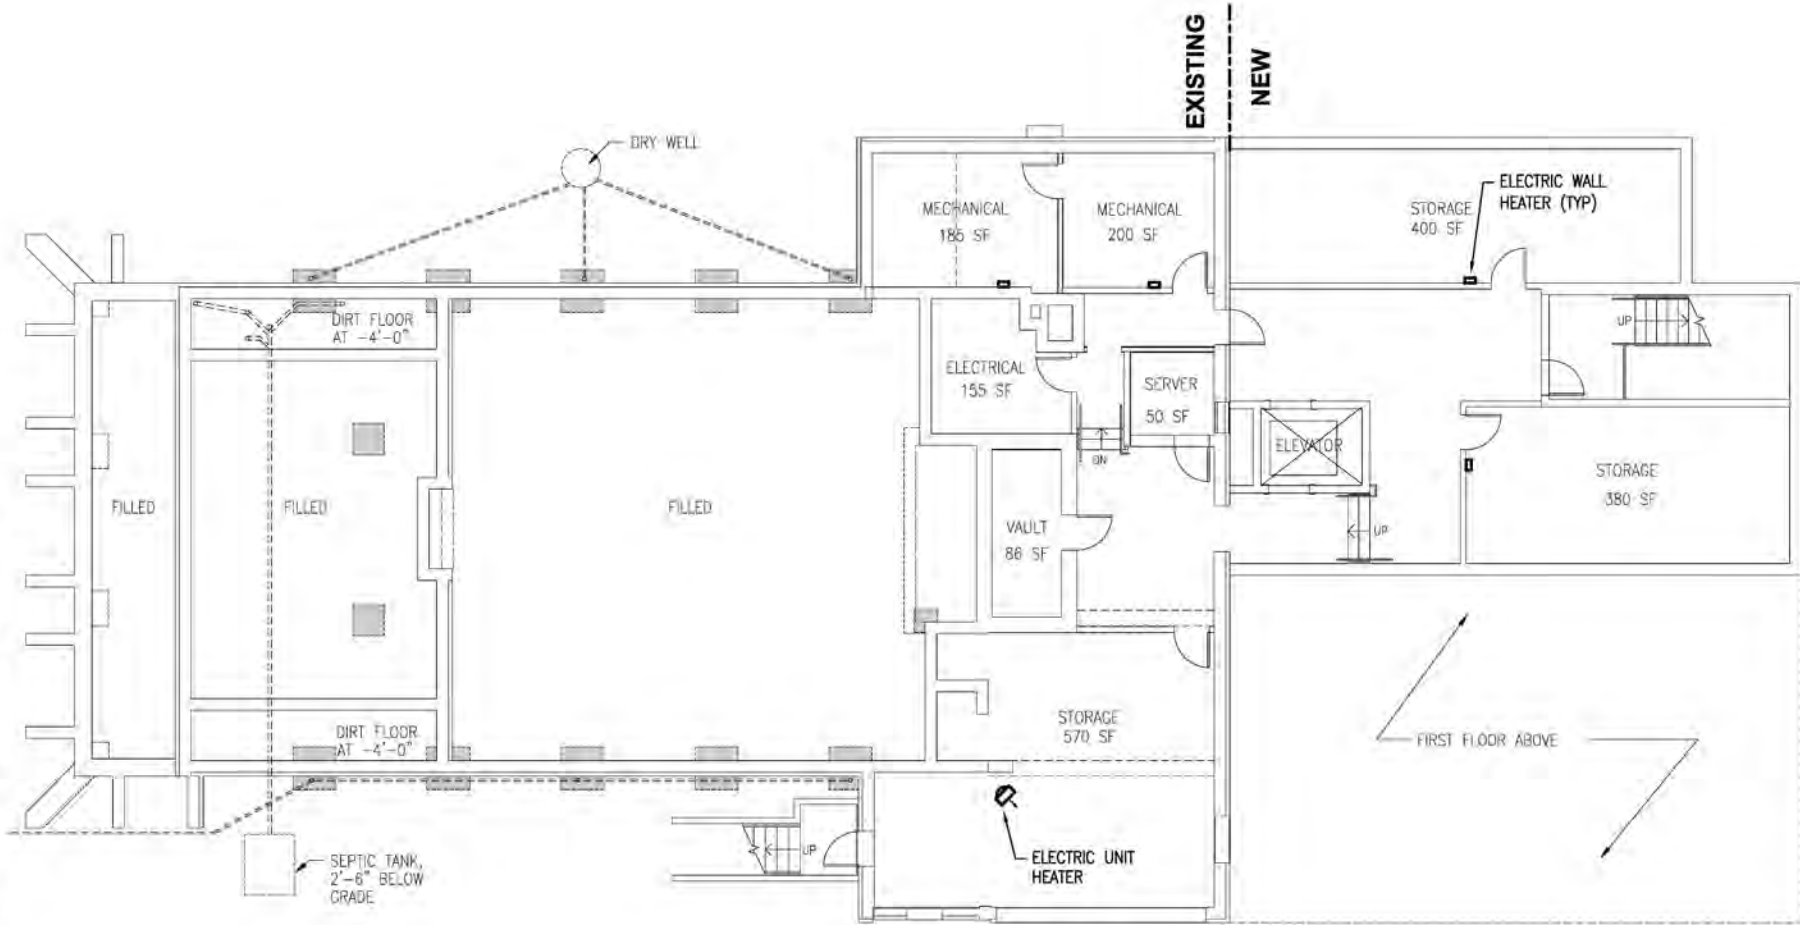 EXISTING
NEW
DRY WELL
MECHANICAL
185 SF
MECHANICAL
200 SF
STORAGE
400 SF
ELECTRIC WALL
HEATER (TYP)
DIRT FLOOR
AT -4'-0"
UP
ELECTRICAL
155 SF
SERVER
50 SF
ELEVATOR
DN
STORAGE
380 SF
FILLED
FILLED
FILLED
VAULT
86 SF
UP
DIRT FLOOR
AT -4'-0"
STORAGE
570 SF
FIRST FLOOR ABOVE
UP
SEPTIC TANK,
2'-6" BELOW
GRADE
ELECTRIC UNIT
HEATER